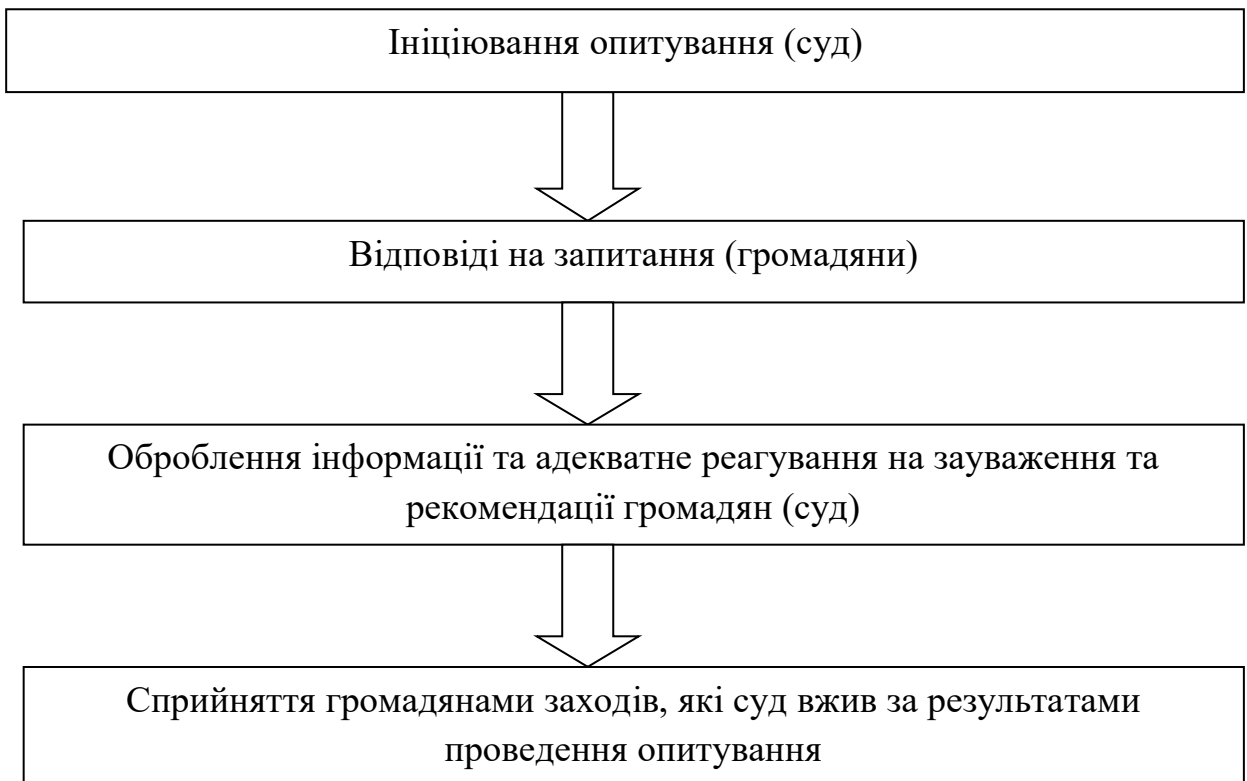 Ініціювання опитування (суд)
Відповіді на запитання (громадяни)
Оброблення інформації та адекватне реагування на зауваження та
рекомендації громадян (суд)
Сприйняття громадянами заходів, які суд вжив за результатами
проведення опитування